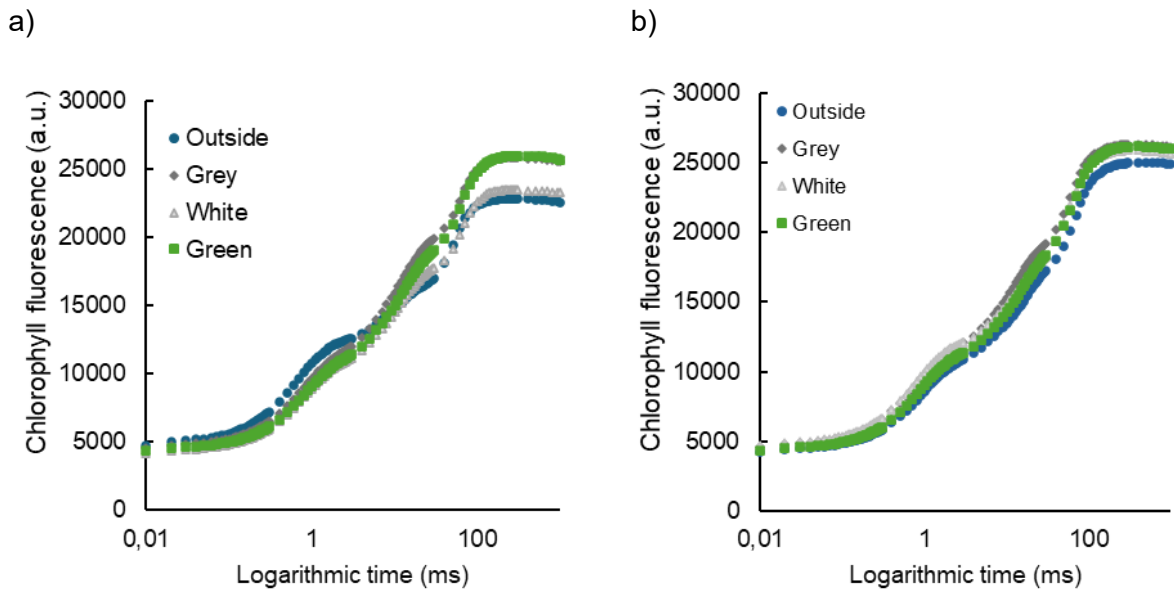 a)
Chlorophyll fluorescence (a.u.)
30000
25000
20000
15000
10000
5000
0
Outside
Grey
White
Green
0,01
1
100
Logarithmic time (ms)
b)
Chlorophyll fluorescence (a.u.)
30000
25000
20000
15000
10000
5000
0
Outside
Grey
White
Green
0,01
1
100
Logarithmic time (ms)